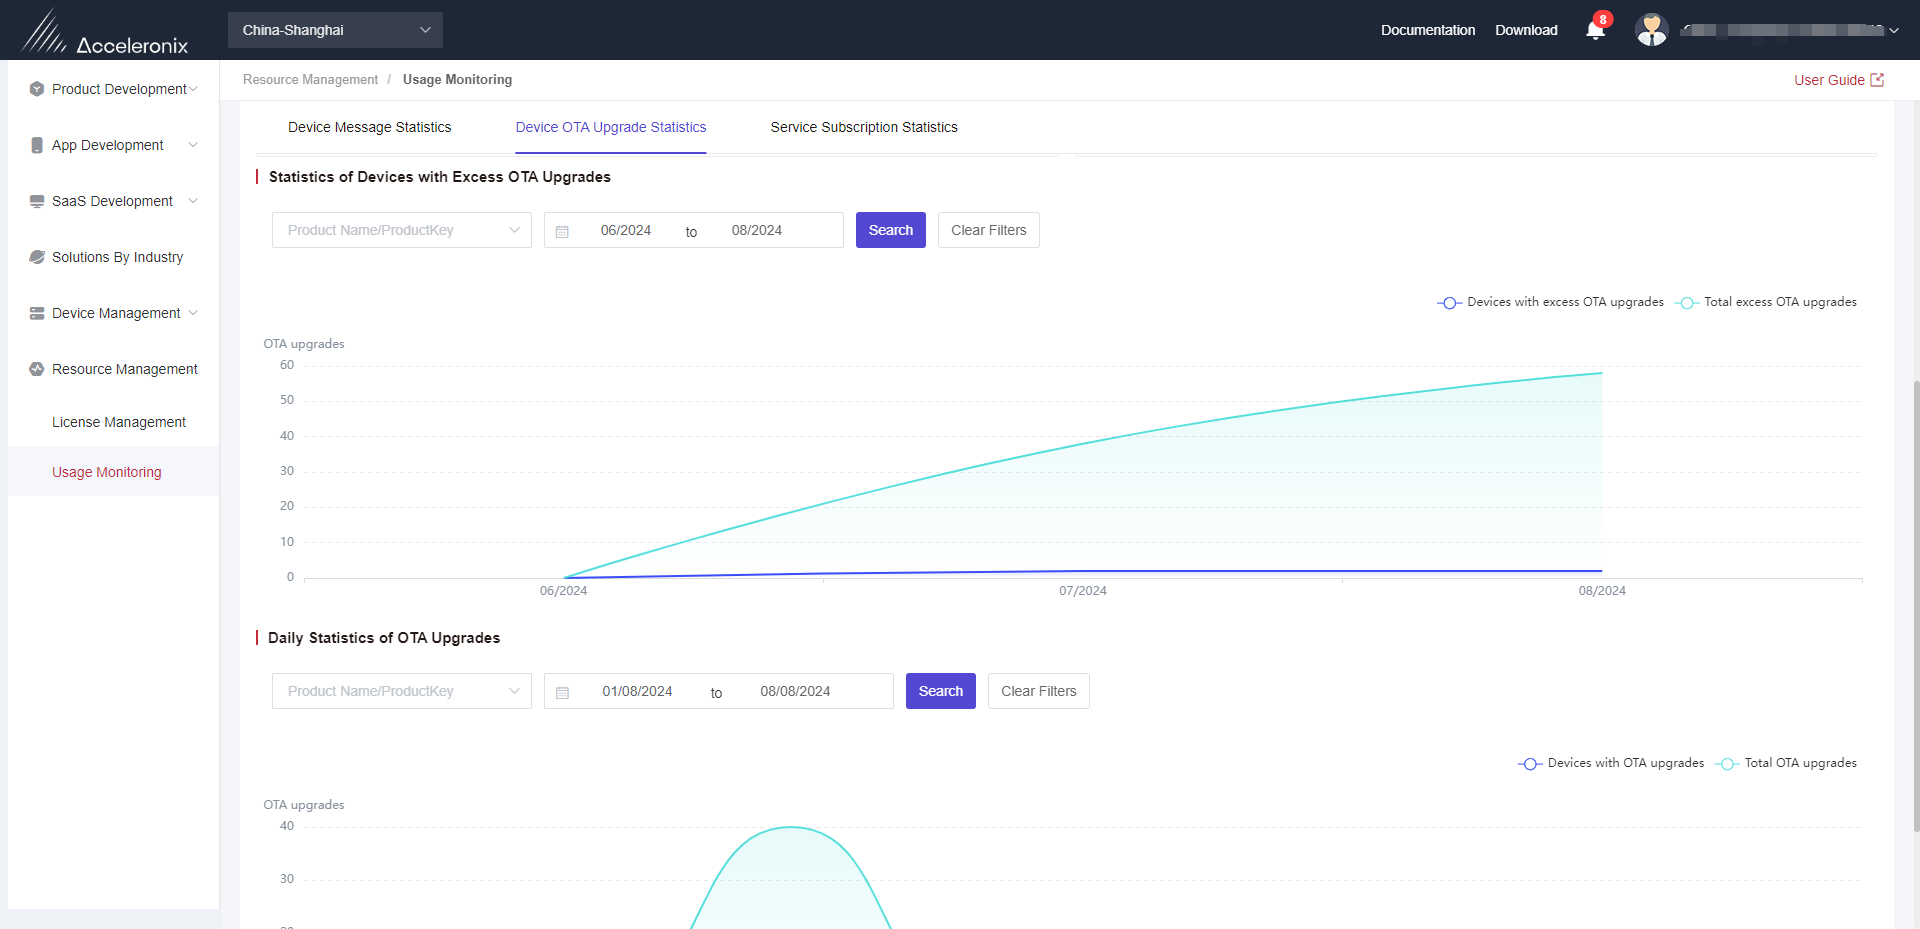 Acceleronix
China-Shanghai
Documentation
Download
8
Product Development
App Development
SaaS Development
Solutions By Industry
Device Management
Resource Management
License Management
Usage Monitoring
Resource Management / Usage Monitoring
User Guide
Device Message Statistics
Device OTA Upgrade Statistics
Service Subscription Statistics
Statistics of Devices with Excess OTA Upgrades
Product Name/ProductKey
06/2024 to 08/2024
Search
Clear Filters
Devices with excess OTA upgrades
Total excess OTA upgrades
OTA upgrades
60
50
40
30
20
10
0
06/2024
07/2024
08/2024
Daily Statistics of OTA Upgrades
Product Name/ProductKey
01/08/2024 to 08/08/2024
Search
Clear Filters
Devices with OTA upgrades
Total OTA upgrades
OTA upgrades
40
30